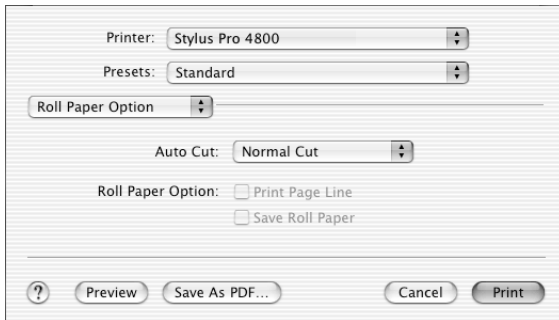 Printer: Stylus Pro 4800
Presets: Standard
Roll Paper Option
Auto Cut: Normal Cut
Roll Paper Option: Print Page Line
Save Roll Paper
? Preview Save As PDF... Cancel Print